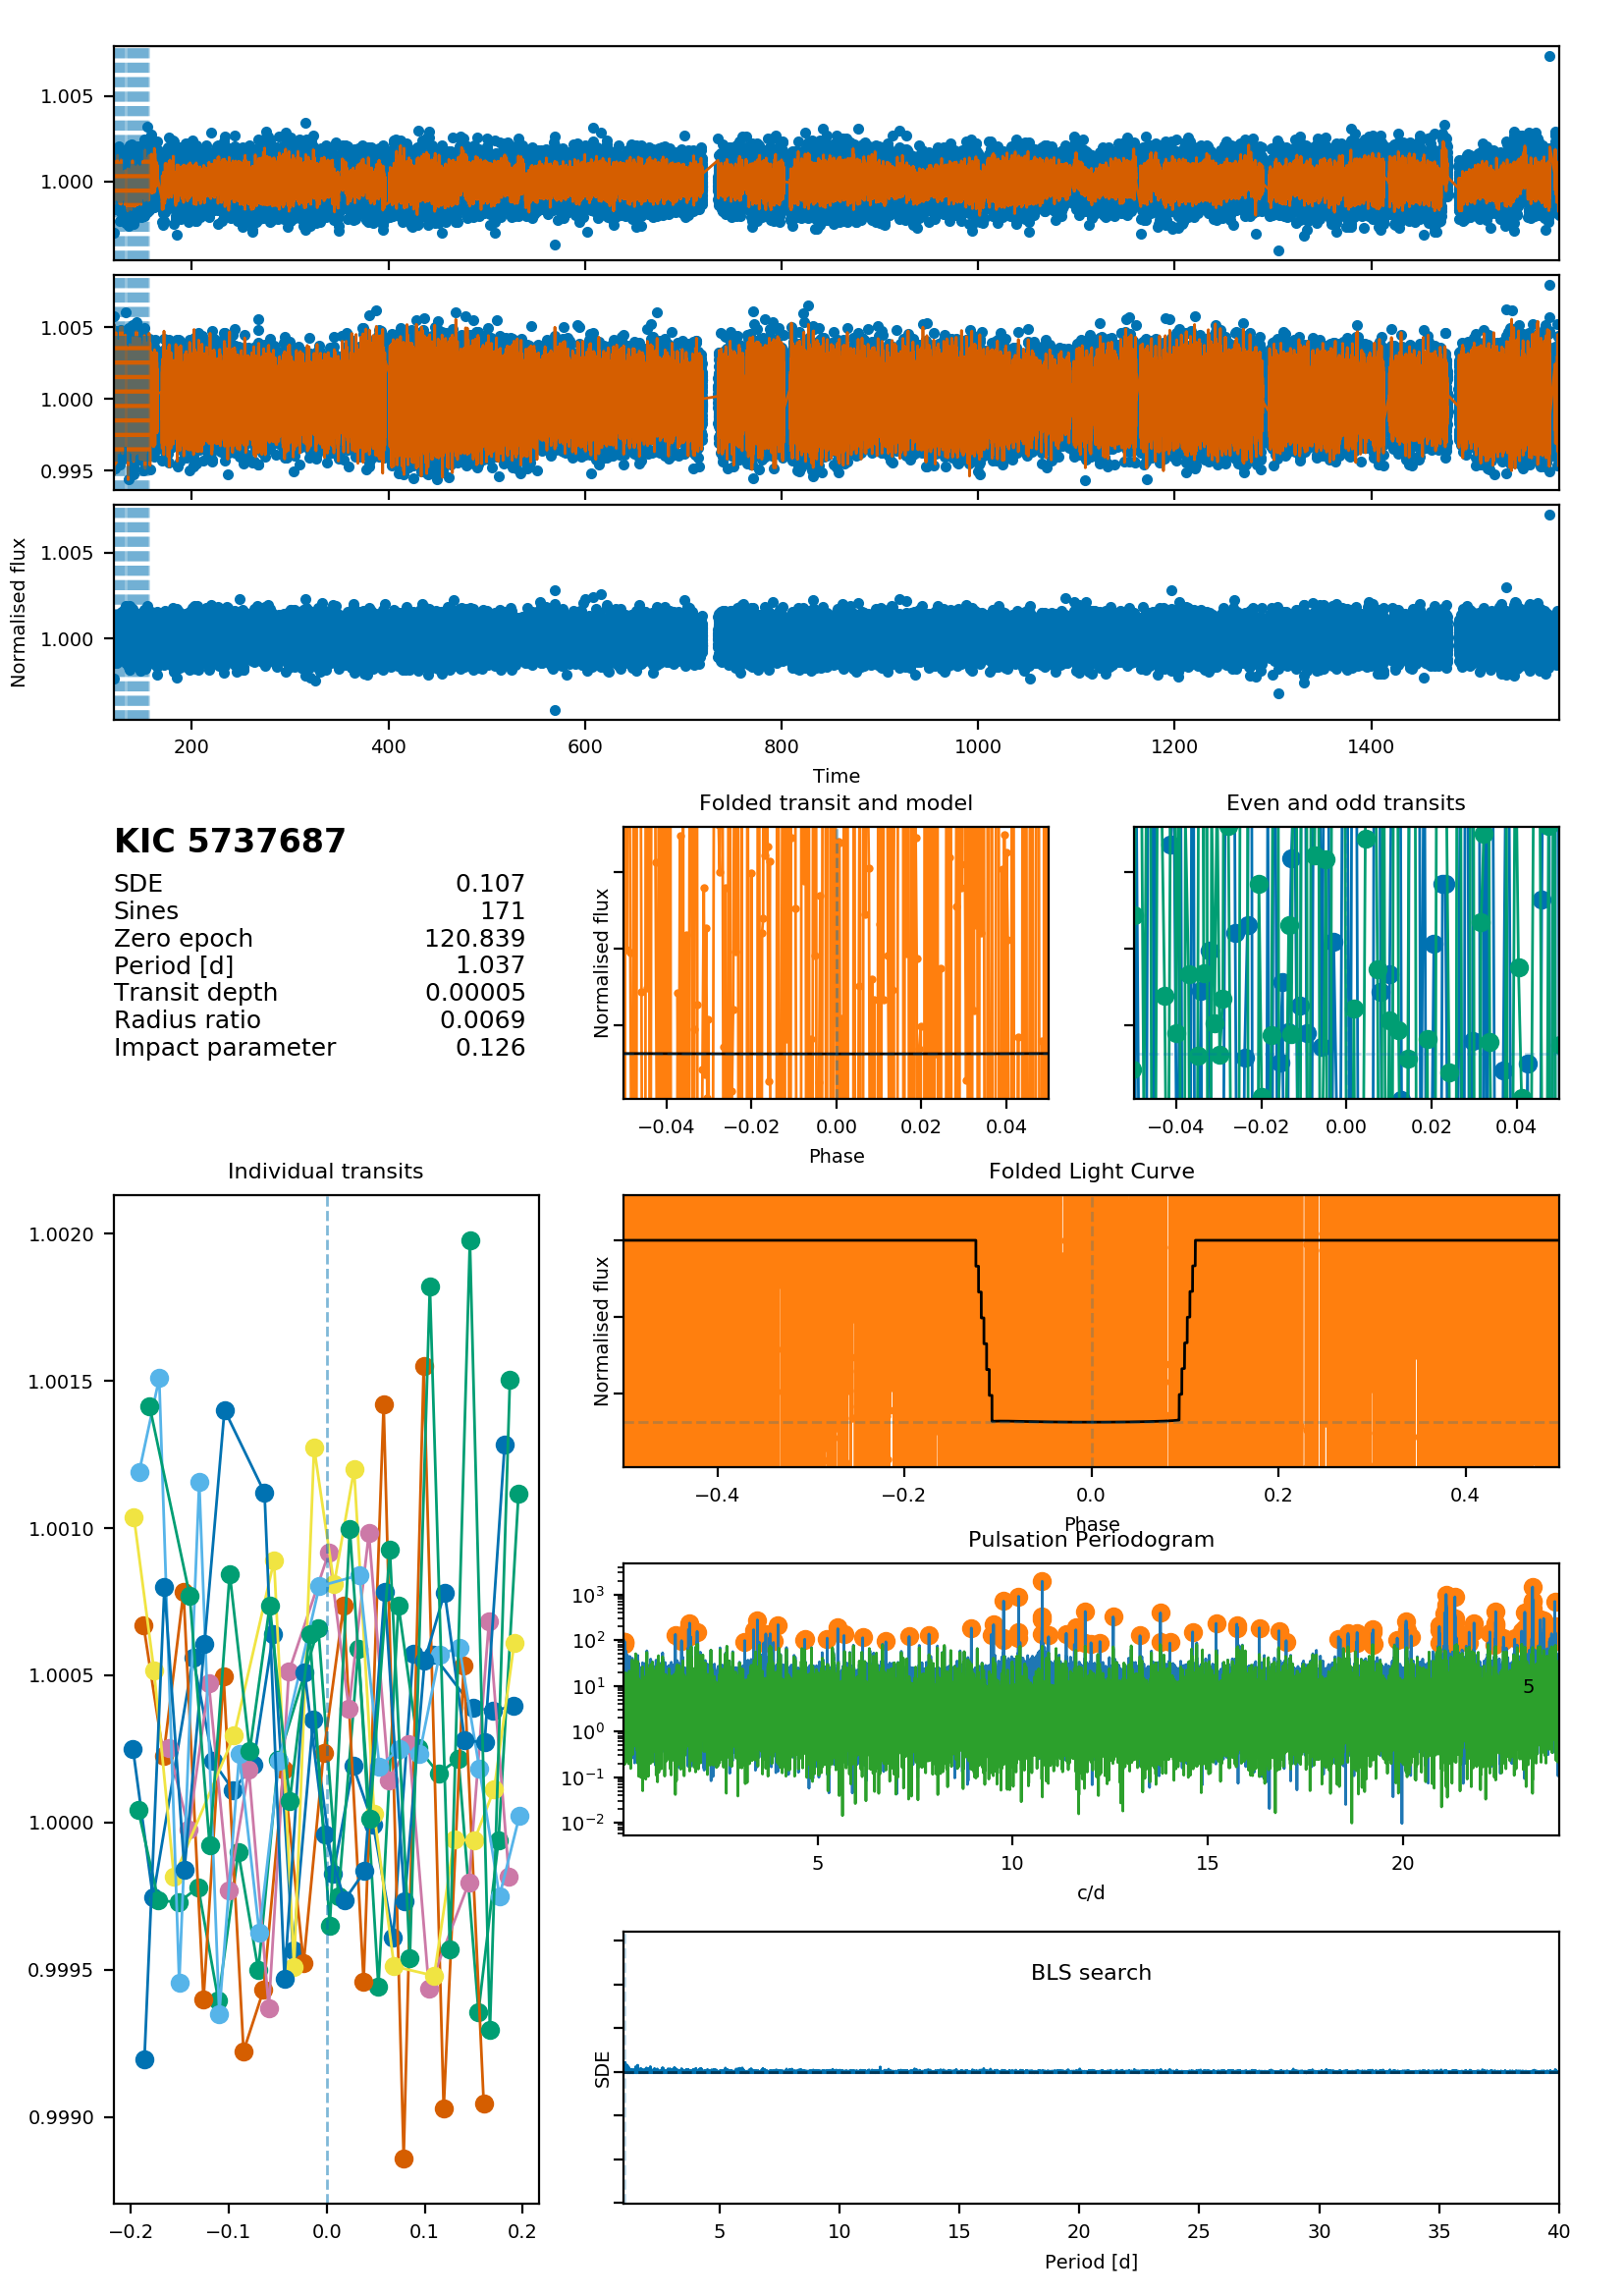 1.005
1.000
1.005
1.000
0.995
1.005
1.000
Normalised flux
200 400 600 800 1000 1200 1400
Time
KIC 5737687
SDE 0.107
Sines 171
Zero epoch 120.839
Period [d] 1.037
Transit depth 0.00005
Radius ratio 0.0069
Impact parameter 0.126
Folded transit and model
Normalised flux
−0.04 −0.02 0.00 0.02 0.04
Phase
Even and odd transits
−0.04 −0.02 0.00 0.02 0.04
Individual transits
1.0020
1.0015
1.0010
1.0005
1.0000
0.9995
0.9990
−0.2 −0.1 0.0 0.1 0.2
Folded Light Curve
Normalised flux
−0.4 −0.2 0.0 0.2 0.4
Phase
Pulsation Periodogram
10³
10²
10¹
10⁰
10⁻¹
10⁻²
5
5 10 15 20
c/d
BLS search
SDE
5 10 15 20 25 30 35 40
Period [d]